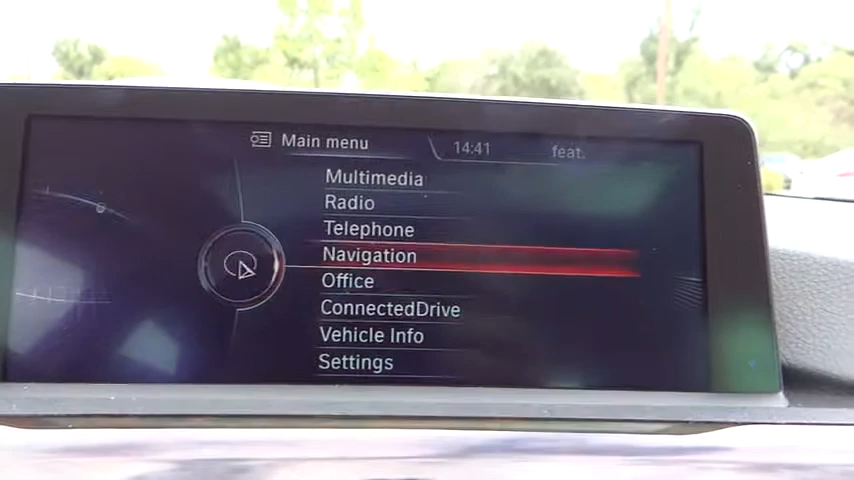 Main menu
14:41
feat.
Multimedia
Radio
Telephone
Navigation
Office
ConnectedDrive
Vehicle Info
Settings